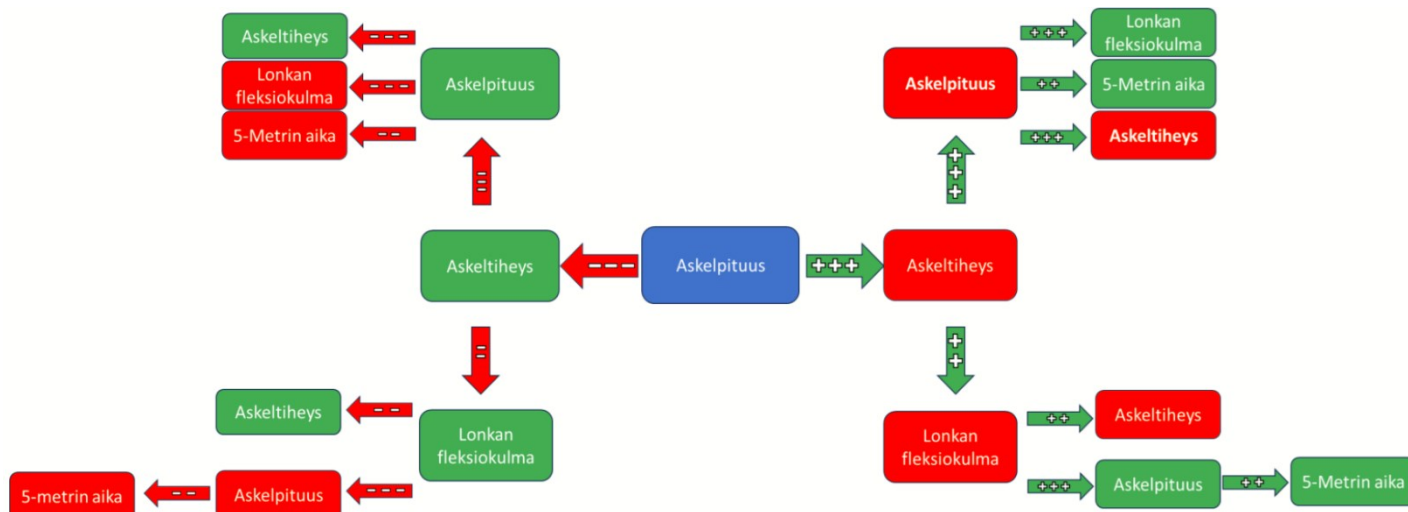 Askeltiheys
- - -
Lonkan
fleksiokulma
- - -
5-Metrin aika
- -
Askelpituus
- - -
Askeltiheys
- - -
Askelpituus
+ + +
Askeltiheys
- -
Askeltiheys
- -
Lonkan
fleksiokulma
5-metrin aika
- -
Askelpituus
- - -
Askelpituus
+ + +
Lonkan
fleksiokulma
+ +
5-Metrin aika
+ + +
Askeltiheys
+ + +
+ +
Lonkan
fleksiokulma
+ +
Askeltiheys
+ + +
Askelpituus
+ +
5-Metrin aika